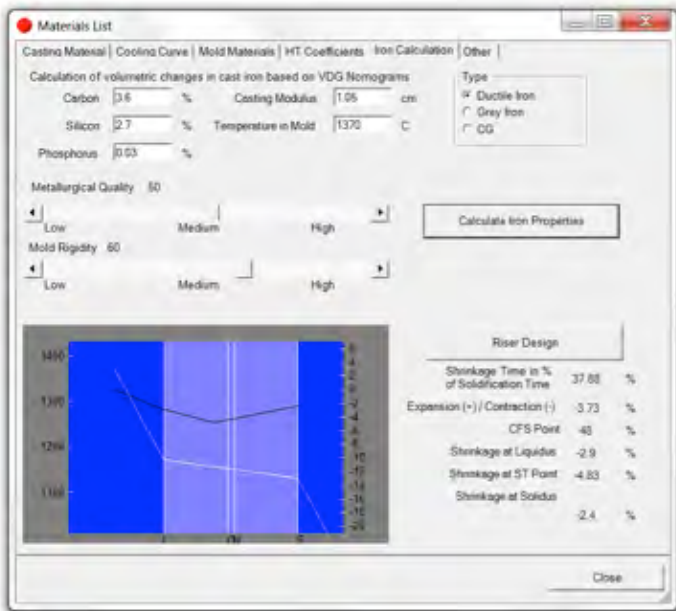 Materials List
Casting Material Cooling Curve Mold Materials HT Coefficients Iron Calculation Other
Calculation of volumetric changes in cast iron based on VDG Nomograms
Type
Carbon 3.6 % Casting Modulus 1.05 cm
Ductile Iron
Silicon 2.7 % Temperature in Mold 1370 C
Grey Iron
CG
Phosphorus 0.03 %
Metallurgical Quality 50
Low Medium High
Calculate Iron Properties
Mold Rigidity 60
Low Medium High
Riser Design
Shrinkage Time in %
of Solidification Time 37.88 %
Expansion (+) / Contraction (-) -3.73 %
CFS Point 48 %
Shrinkage at Liquidus -2.9 %
Shrinkage at ST Point -4.83 %
Shrinkage at Solidus
-2.4 %
1400
1300
1200
1100
Close